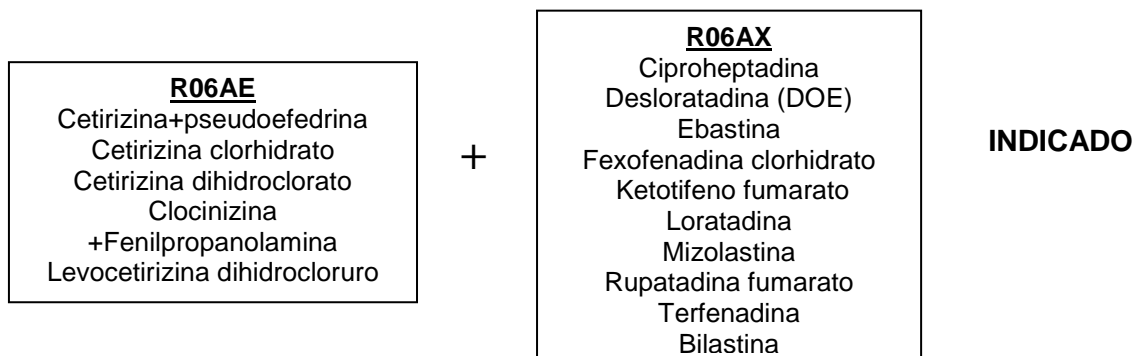 R06AE
Cetirizina+pseudoefedrina
Cetirizina clorhidrato
Cetirizina dihidroclorato
Clocinizina
+Fenilpropanolamina
Levocetirizina dihidrocloruro
+
R06AX
Ciproheptadina
Desloratadina (DOE)
Ebastina
Fexofenadina clorhidrato
Ketotifeno fumarato
Loratadina
Mizolastina
Rupatadina fumarato
Terfenadina
Bilastina
INDICADO